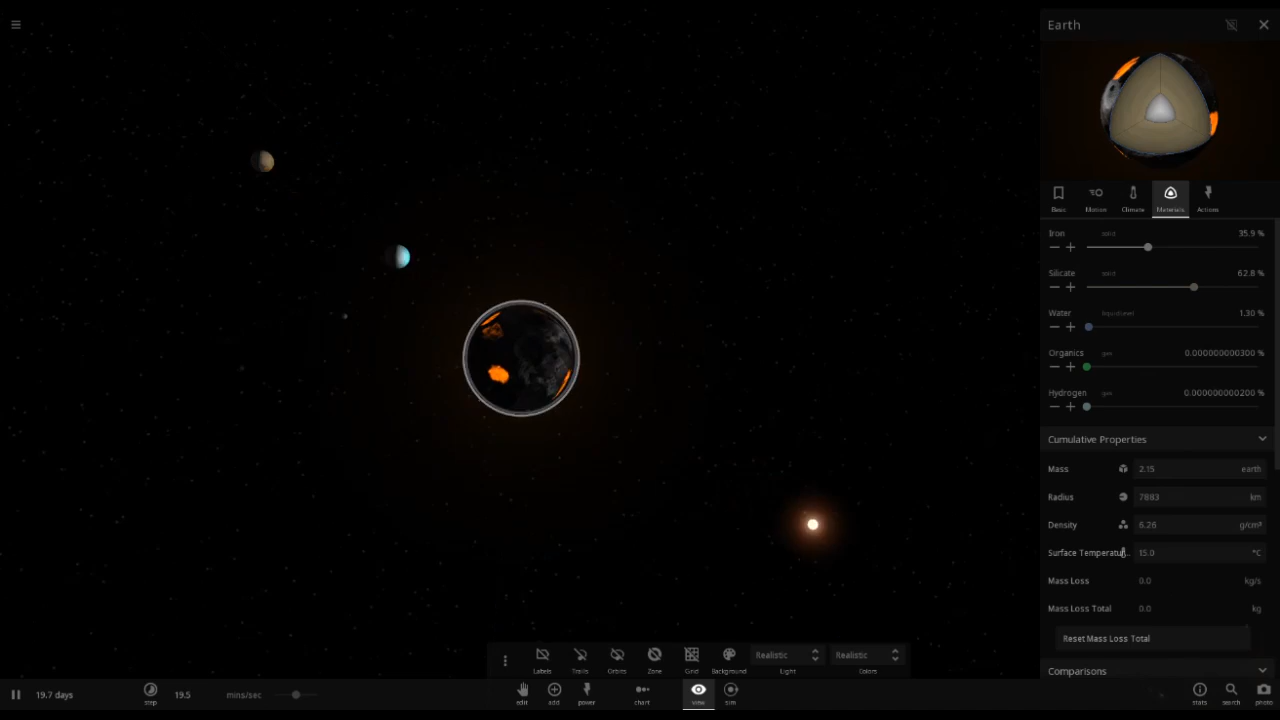 Earth
Basic Motion Climate Materials Actions
Iron solid 35.9 %
Silicate solid 62.8 %
Water liquid level 1.30 %
Organics gas 0.000000000300 %
Hydrogen gas 0.000000000200 %
Cumulative Properties
Mass 2.15 earth
Radius 7883 km
Density 6.26 g/cm³
Surface Temperatur... 15.0 °C
Mass Loss 0.0 kg/s
Mass Loss Total 0.0 kg
Reset Mass Loss Total
Comparisons
Labels Trails Orbits Zone Grid Background Realistic Light Realistic Colors
19.7 days step 19.5 mins/sec edit add power chart view sim stats search photo